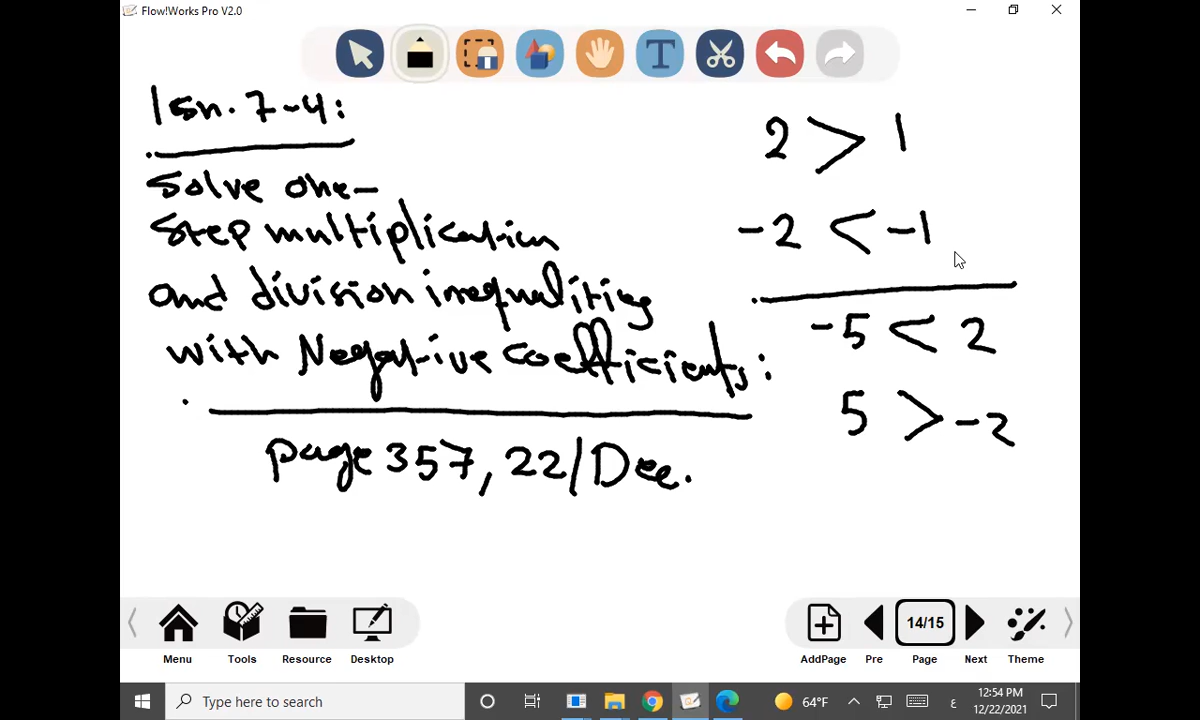 Flow!Works Pro V2.0
lsn. 7-4:
Solve one-
step multiplication
and division inequalities
with Negative coefficients:
page 357, 22/Dec.
2 > 1
-2 < -1
-5 < 2
5 > -2
Menu
Tools
Resource
Desktop
AddPage
Pre
14/15
Page
Next
Theme
Type here to search
64°F
ع
12:54 PM
12/22/2021